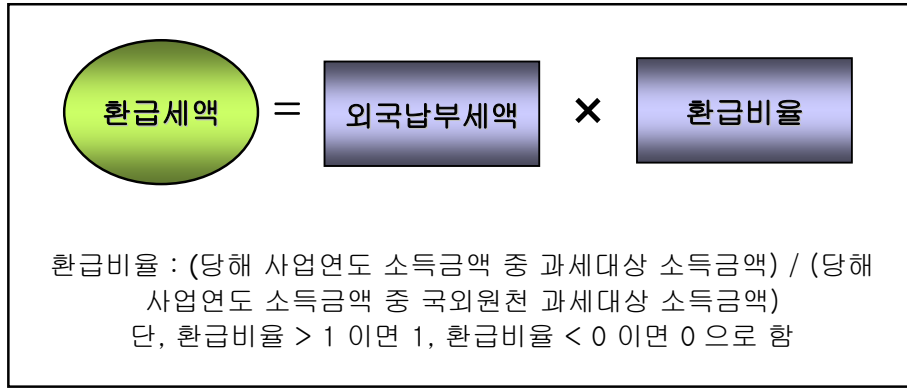 환급세액 = 외국납부세액 × 환급비율
환급비율 : (당해 사업연도 소득금액 중 과세대상 소득금액) / (당해
사업연도 소득금액 중 국외원천 과세대상 소득금액)
단, 환급비율 > 1 이면 1, 환급비율 < 0 이면 0 으로 함